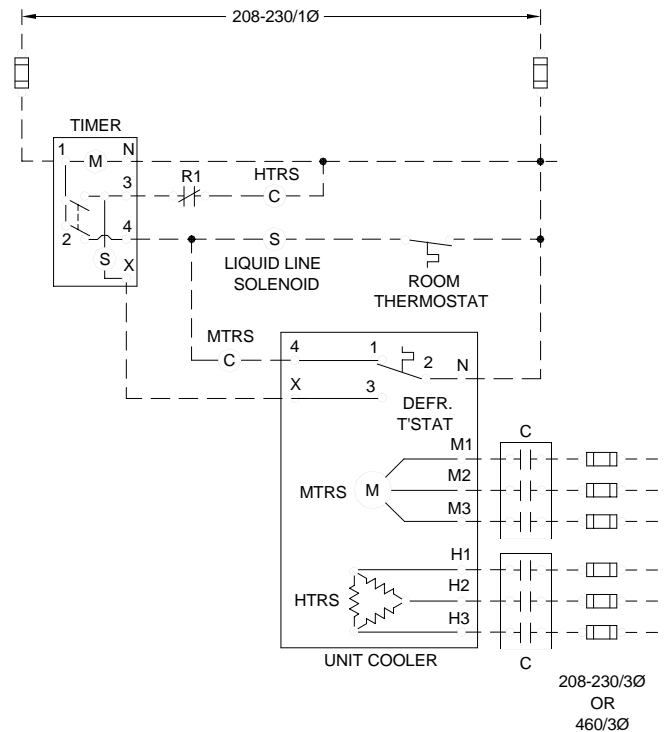 208-230/1Ø
TIMER
1
M
N
3
R1
HTRS
C
2
4
S
X
S
LIQUID LINE
SOLENOID
ROOM
THERMOSTAT
MTRS
C
4
1
2
N
X
3
DEFR.
T'STAT
C
M1
MTRS
M
M2
M3
H1
HTRS
H2
H3
UNIT COOLER
C
208-230/3Ø
OR
460/3Ø